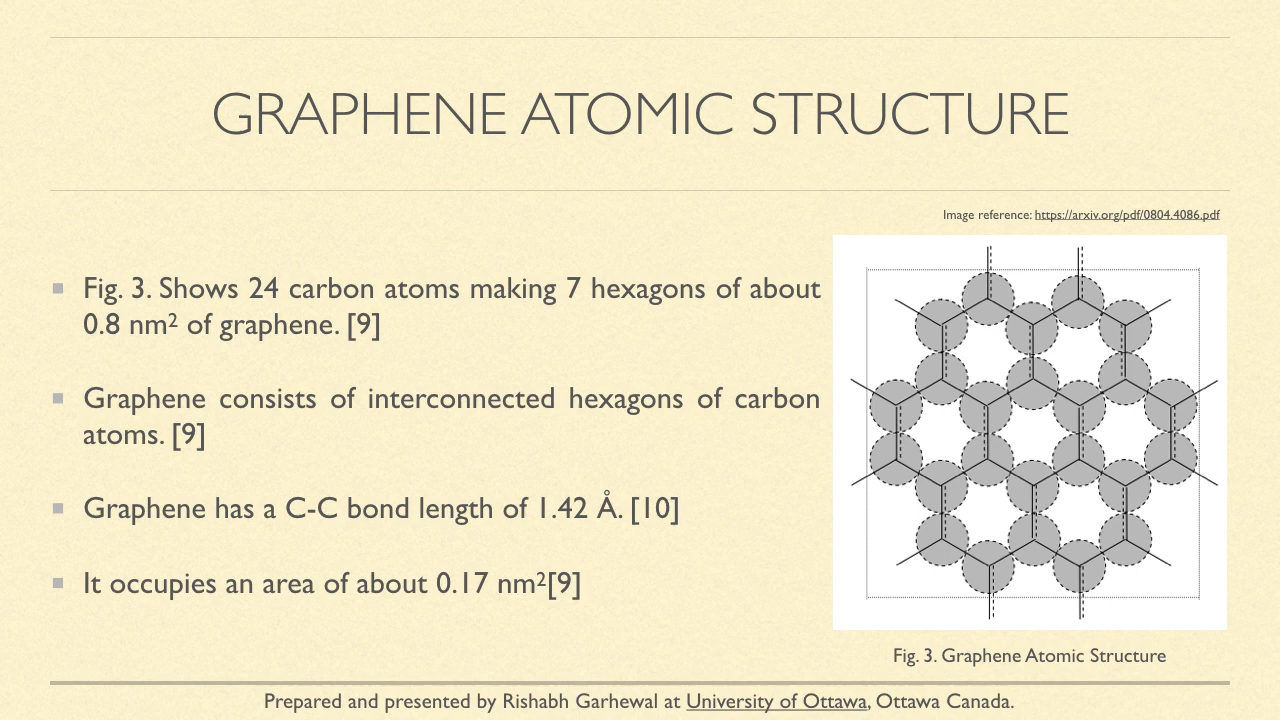 GRAPHENE ATOMIC STRUCTURE
Image reference: https://arxiv.org/pdf/0804.4086.pdf
Fig. 3. Shows 24 carbon atoms making 7 hexagons of about
0.8 nm² of graphene. [9]
Graphene consists of interconnected hexagons of carbon
atoms. [9]
Graphene has a C-C bond length of 1.42 Å. [10]
It occupies an area of about 0.17 nm²[9]
Fig. 3. Graphene Atomic Structure
Prepared and presented by Rishabh Garhewal at University of Ottawa, Ottawa Canada.